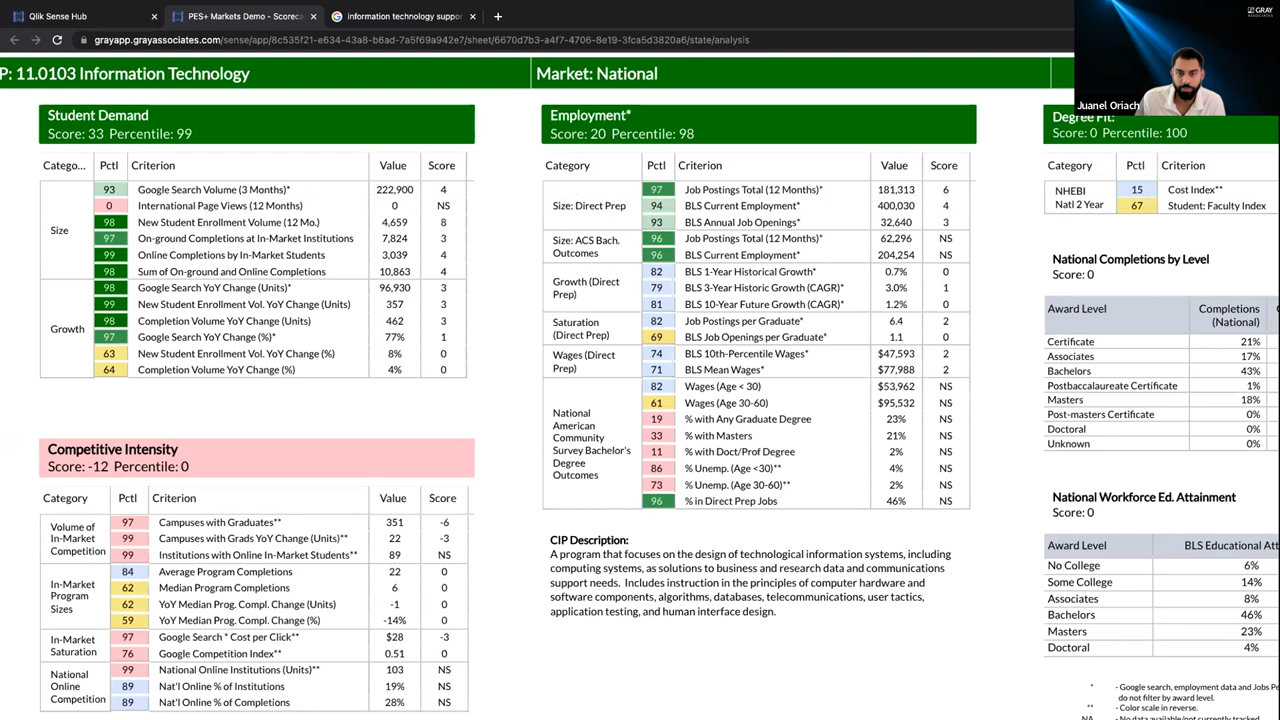 Qlik Sense Hub
PES+ Markets Demo - Scoreca
information technology suppor
grayapp.grayassociates.com/sense/app/8c535f21-e634-43a8-b6ad-7a5f69a942e7/sheet/6670d7b3-a4f7-4706-8e19-3fca5d3820a6/state/analysis
GRAY
ASSOCIATES
Juanel Oriach
P: 11.0103 Information Technology
Market: National
Student Demand
Score: 33 Percentile: 99
Catego... Pctl Criterion Value Score
Size
93 Google Search Volume (3 Months)* 222,900 4
0 International Page Views (12 Months) 0 NS
98 New Student Enrollment Volume (12 Mo.) 4,659 8
97 On-ground Completions at In-Market Institutions 7,824 3
99 Online Completions by In-Market Students 3,039 4
98 Sum of On-ground and Online Completions 10,863 4
Growth
98 Google Search YoY Change (Units)* 96,930 3
99 New Student Enrollment Vol. YoY Change (Units) 357 3
98 Completion Volume YoY Change (Units) 462 3
97 Google Search YoY Change (%)* 77% 1
63 New Student Enrollment Vol. YoY Change (%) 8% 0
64 Completion Volume YoY Change (%) 4% 0
Competitive Intensity
Score: -12 Percentile: 0
Category Pctl Criterion Value Score
Volume of
In-Market
Competition
97 Campuses with Graduates** 351 -6
99 Campuses with Grads YoY Change (Units)** 22 -3
99 Institutions with Online In-Market Students** 89 NS
In-Market
Program
Sizes
84 Average Program Completions 22 0
62 Median Program Completions 6 0
62 YoY Median Prog. Compl. Change (Units) -1 0
59 YoY Median Prog. Compl. Change (%) -14% 0
In-Market
Saturation
97 Google Search * Cost per Click** $28 -3
76 Google Competition Index** 0.51 0
National
Online
Competition
99 National Online Institutions (Units)** 103 NS
89 Nat'l Online % of Institutions 19% NS
89 Nat'l Online % of Completions 28% NS
Employment*
Score: 20 Percentile: 98
Category Pctl Criterion Value Score
Size: Direct Prep
97 Job Postings Total (12 Months)* 181,313 6
94 BLS Current Employment* 400,030 4
93 BLS Annual Job Openings* 32,640 3
Size: ACS Bach.
Outcomes
96 Job Postings Total (12 Months)* 62,296 NS
96 BLS Current Employment* 204,254 NS
Growth (Direct
Prep)
82 BLS 1-Year Historical Growth* 0.7% 0
79 BLS 3-Year Historic Growth (CAGR)* 3.0% 1
81 BLS 10-Year Future Growth (CAGR)* 1.2% 0
Saturation
(Direct Prep)
82 Job Postings per Graduate* 6.4 2
69 BLS Job Openings per Graduate* 1.1 0
Wages (Direct
Prep)
74 BLS 10th-Percentile Wages* $47,593 2
71 BLS Mean Wages* $77,988 2
National
American
Community
Survey Bachelor's
Degree
Outcomes
82 Wages (Age < 30) $53,962 NS
61 Wages (Age 30-60) $95,532 NS
19 % with Any Graduate Degree 23% NS
33 % with Masters 21% NS
11 % with Doct/Prof Degree 2% NS
86 % Unemp. (Age <30)** 4% NS
73 % Unemp. (Age 30-60)** 2% NS
96 % in Direct Prep Jobs 46% NS
CIP Description:
A program that focuses on the design of technological information systems, including
computing systems, as solutions to business and research data and communications
support needs. Includes instruction in the principles of computer hardware and
software components, algorithms, databases, telecommunications, user tactics,
application testing, and human interface design.
Degree Fit:
Score: 0 Percentile: 100
Category Pctl Criterion
NHEBI
Natl 2 Year
15 Cost Index**
67 Student: Faculty Index
National Completions by Level
Score: 0
Award Level Completions
(National)
Certificate 21%
Associates 17%
Bachelors 43%
Postbaccalaureate Certificate 1%
Masters 18%
Post-masters Certificate 0%
Doctoral 0%
Unknown 0%
National Workforce Ed. Attainment
Score: 0
Award Level BLS Educational Att
No College 6%
Some College 14%
Associates 8%
Bachelors 46%
Masters 23%
Doctoral 4%
* - Google search, employment data and Jobs Pe
do not filter by award level.
** - Color scale in reverse.
NA - No data available/not currently tracked